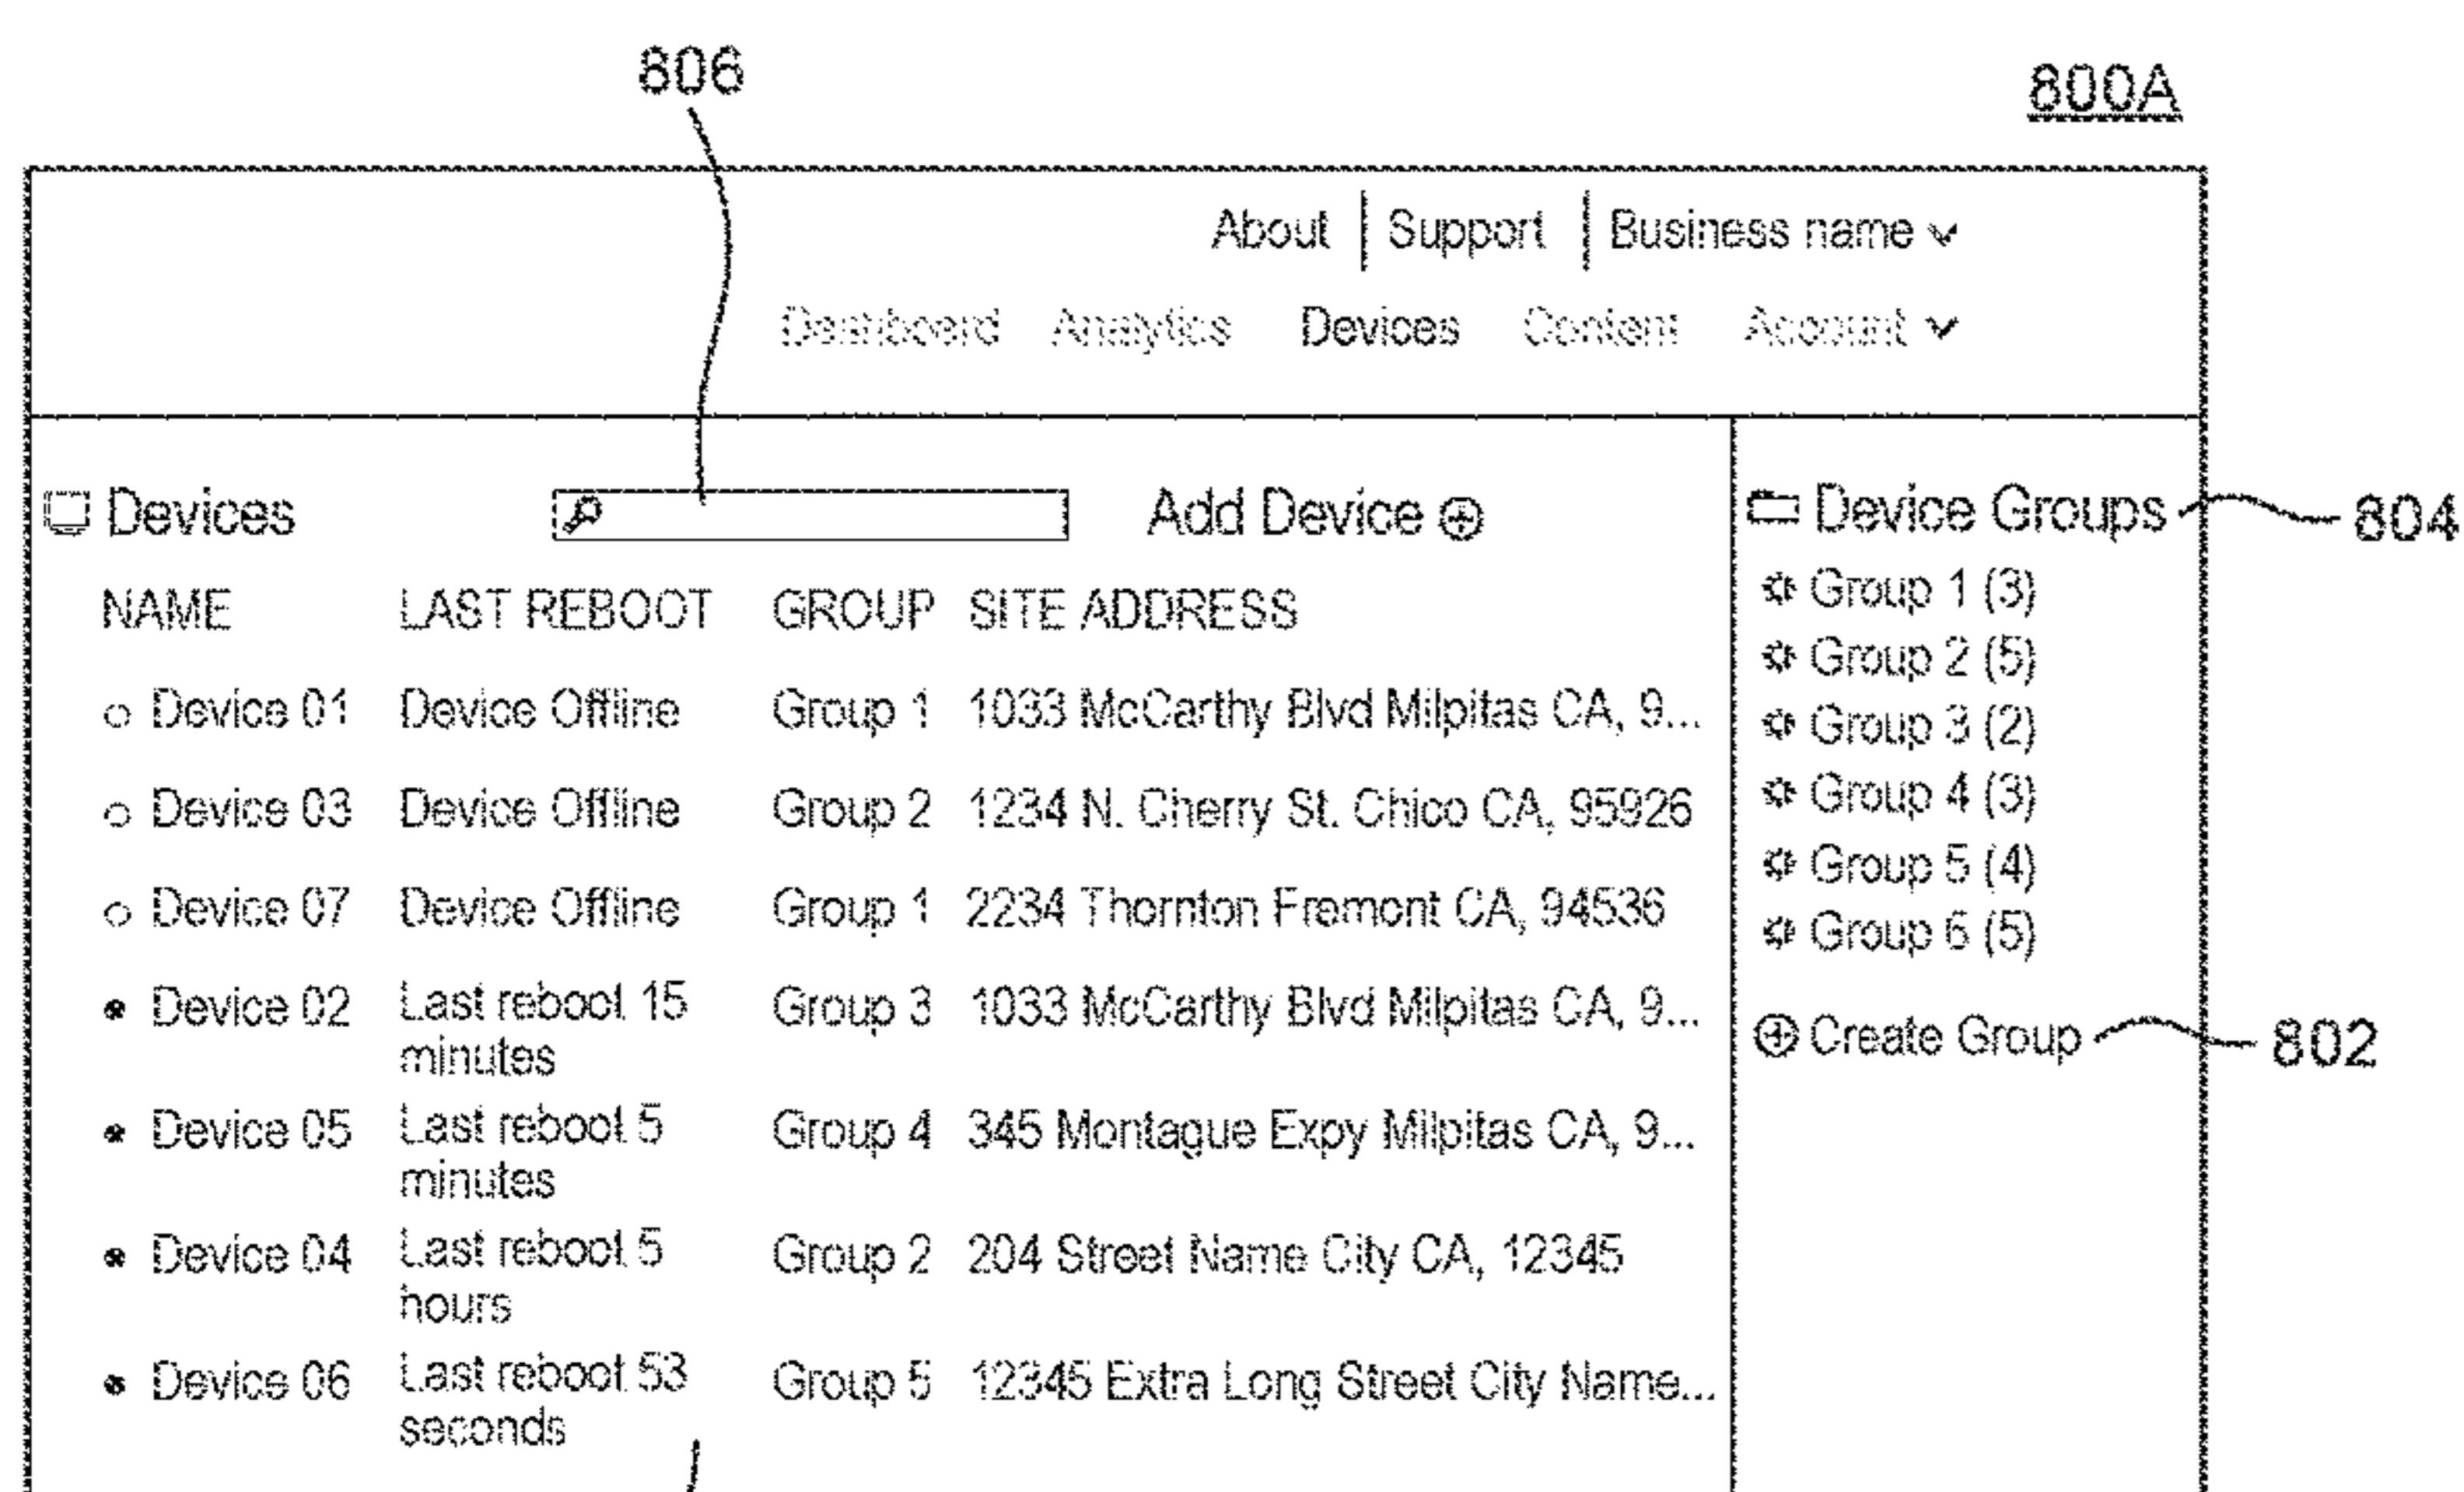 806
800A
About | Support | Business name
Dashboard Analytics Devices Content Account
Devices Add Device Device Groups 804
NAME LAST REBOOT GROUP SITE ADDRESS
Group 1 (3)
Group 2 (5)
Device 01 Device Offline Group 1 1033 McCarthy Blvd Milpitas CA, 9...
Group 3 (2)
Device 03 Device Offline Group 2 1234 N. Cherry St. Chico CA, 95926
Group 4 (3)
Group 5 (4)
Device 07 Device Offline Group 1 2234 Thornton Fremont CA, 94536
Group 6 (5)
Device 02 Last reboot 15 minutes Group 3 1033 McCarthy Blvd Milpitas CA, 9...
Create Group 802
Device 05 Last reboot 5 minutes Group 4 345 Montague Expy Milpitas CA, 9...
Device 04 Last reboot 5 hours Group 2 204 Street Name City CA, 12345
Device 06 Last reboot 53 seconds Group 5 12345 Extra Long Street City Name...